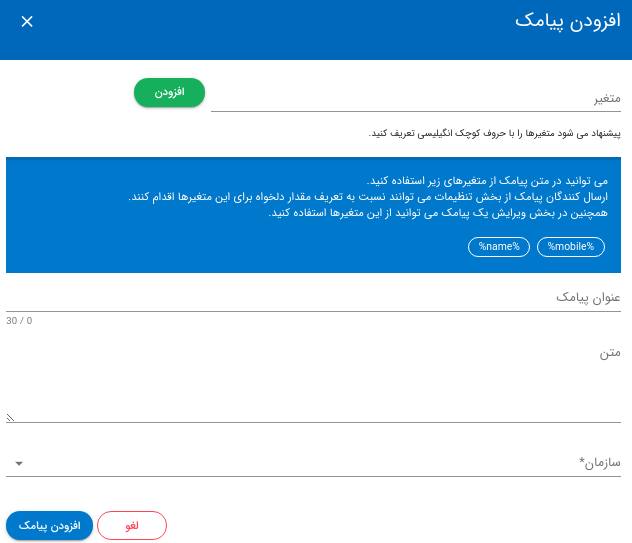 افزودن پیامک
متغیر
افزودن
پیشنهاد می شود متغیرها را با حروف کوچک انگیلیسی تعریف کنید.
می توانید در متن پیامک از متغیرهای زیر استفاده کنید.
ارسال کنندگان پیامک از بخش تنظیمات می توانند نسبت به تعریف مقدار دلخواه برای این متغیرها اقدام کنند.
همچنین در بخش ویرایش یک پیامک می توانید از این متغیرها استفاده کنید.
%mobile% %name%
عنوان پیامک
30 / 0
متن
سازمان*
لغو
افزودن پیامک